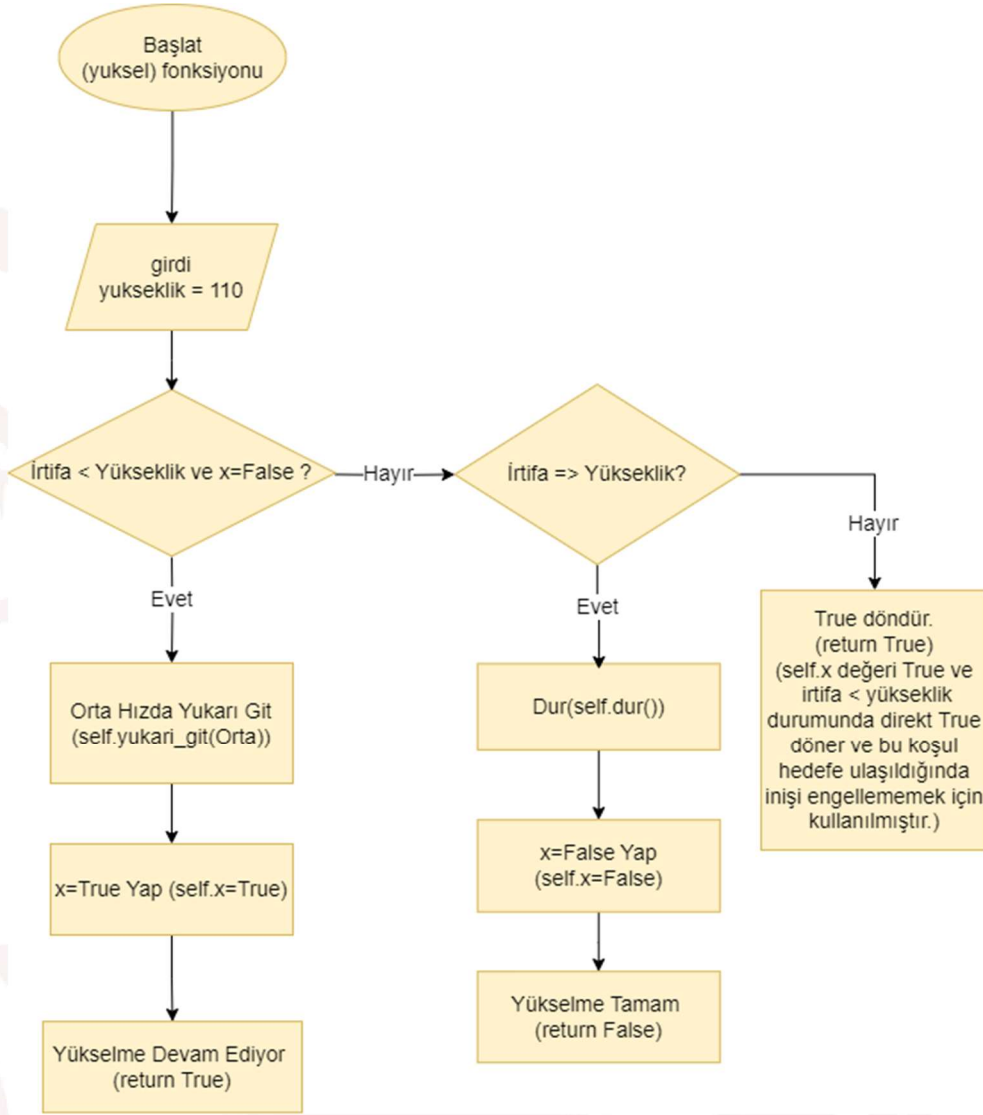 Başlat
(yuksel) fonksiyonu
girdi
yukseklik = 110
İrtifa < Yükseklik ve x=False ?
Hayır
İrtifa => Yükseklik?
Hayır
Evet
Evet
True döndür.
(return True)
(self.x değeri True ve
irtifa < yükseklik
durumunda direkt True
döner ve bu koşul
hedefe ulaşıldığında
inişi engellememek için
kullanılmıştır.)
Orta Hızda Yukarı Git
(self.yukari_git(Orta))
Dur(self.dur())
x=True Yap (self.x=True)
x=False Yap
(self.x=False)
Yükselme Devam Ediyor
(return True)
Yükselme Tamam
(return False)